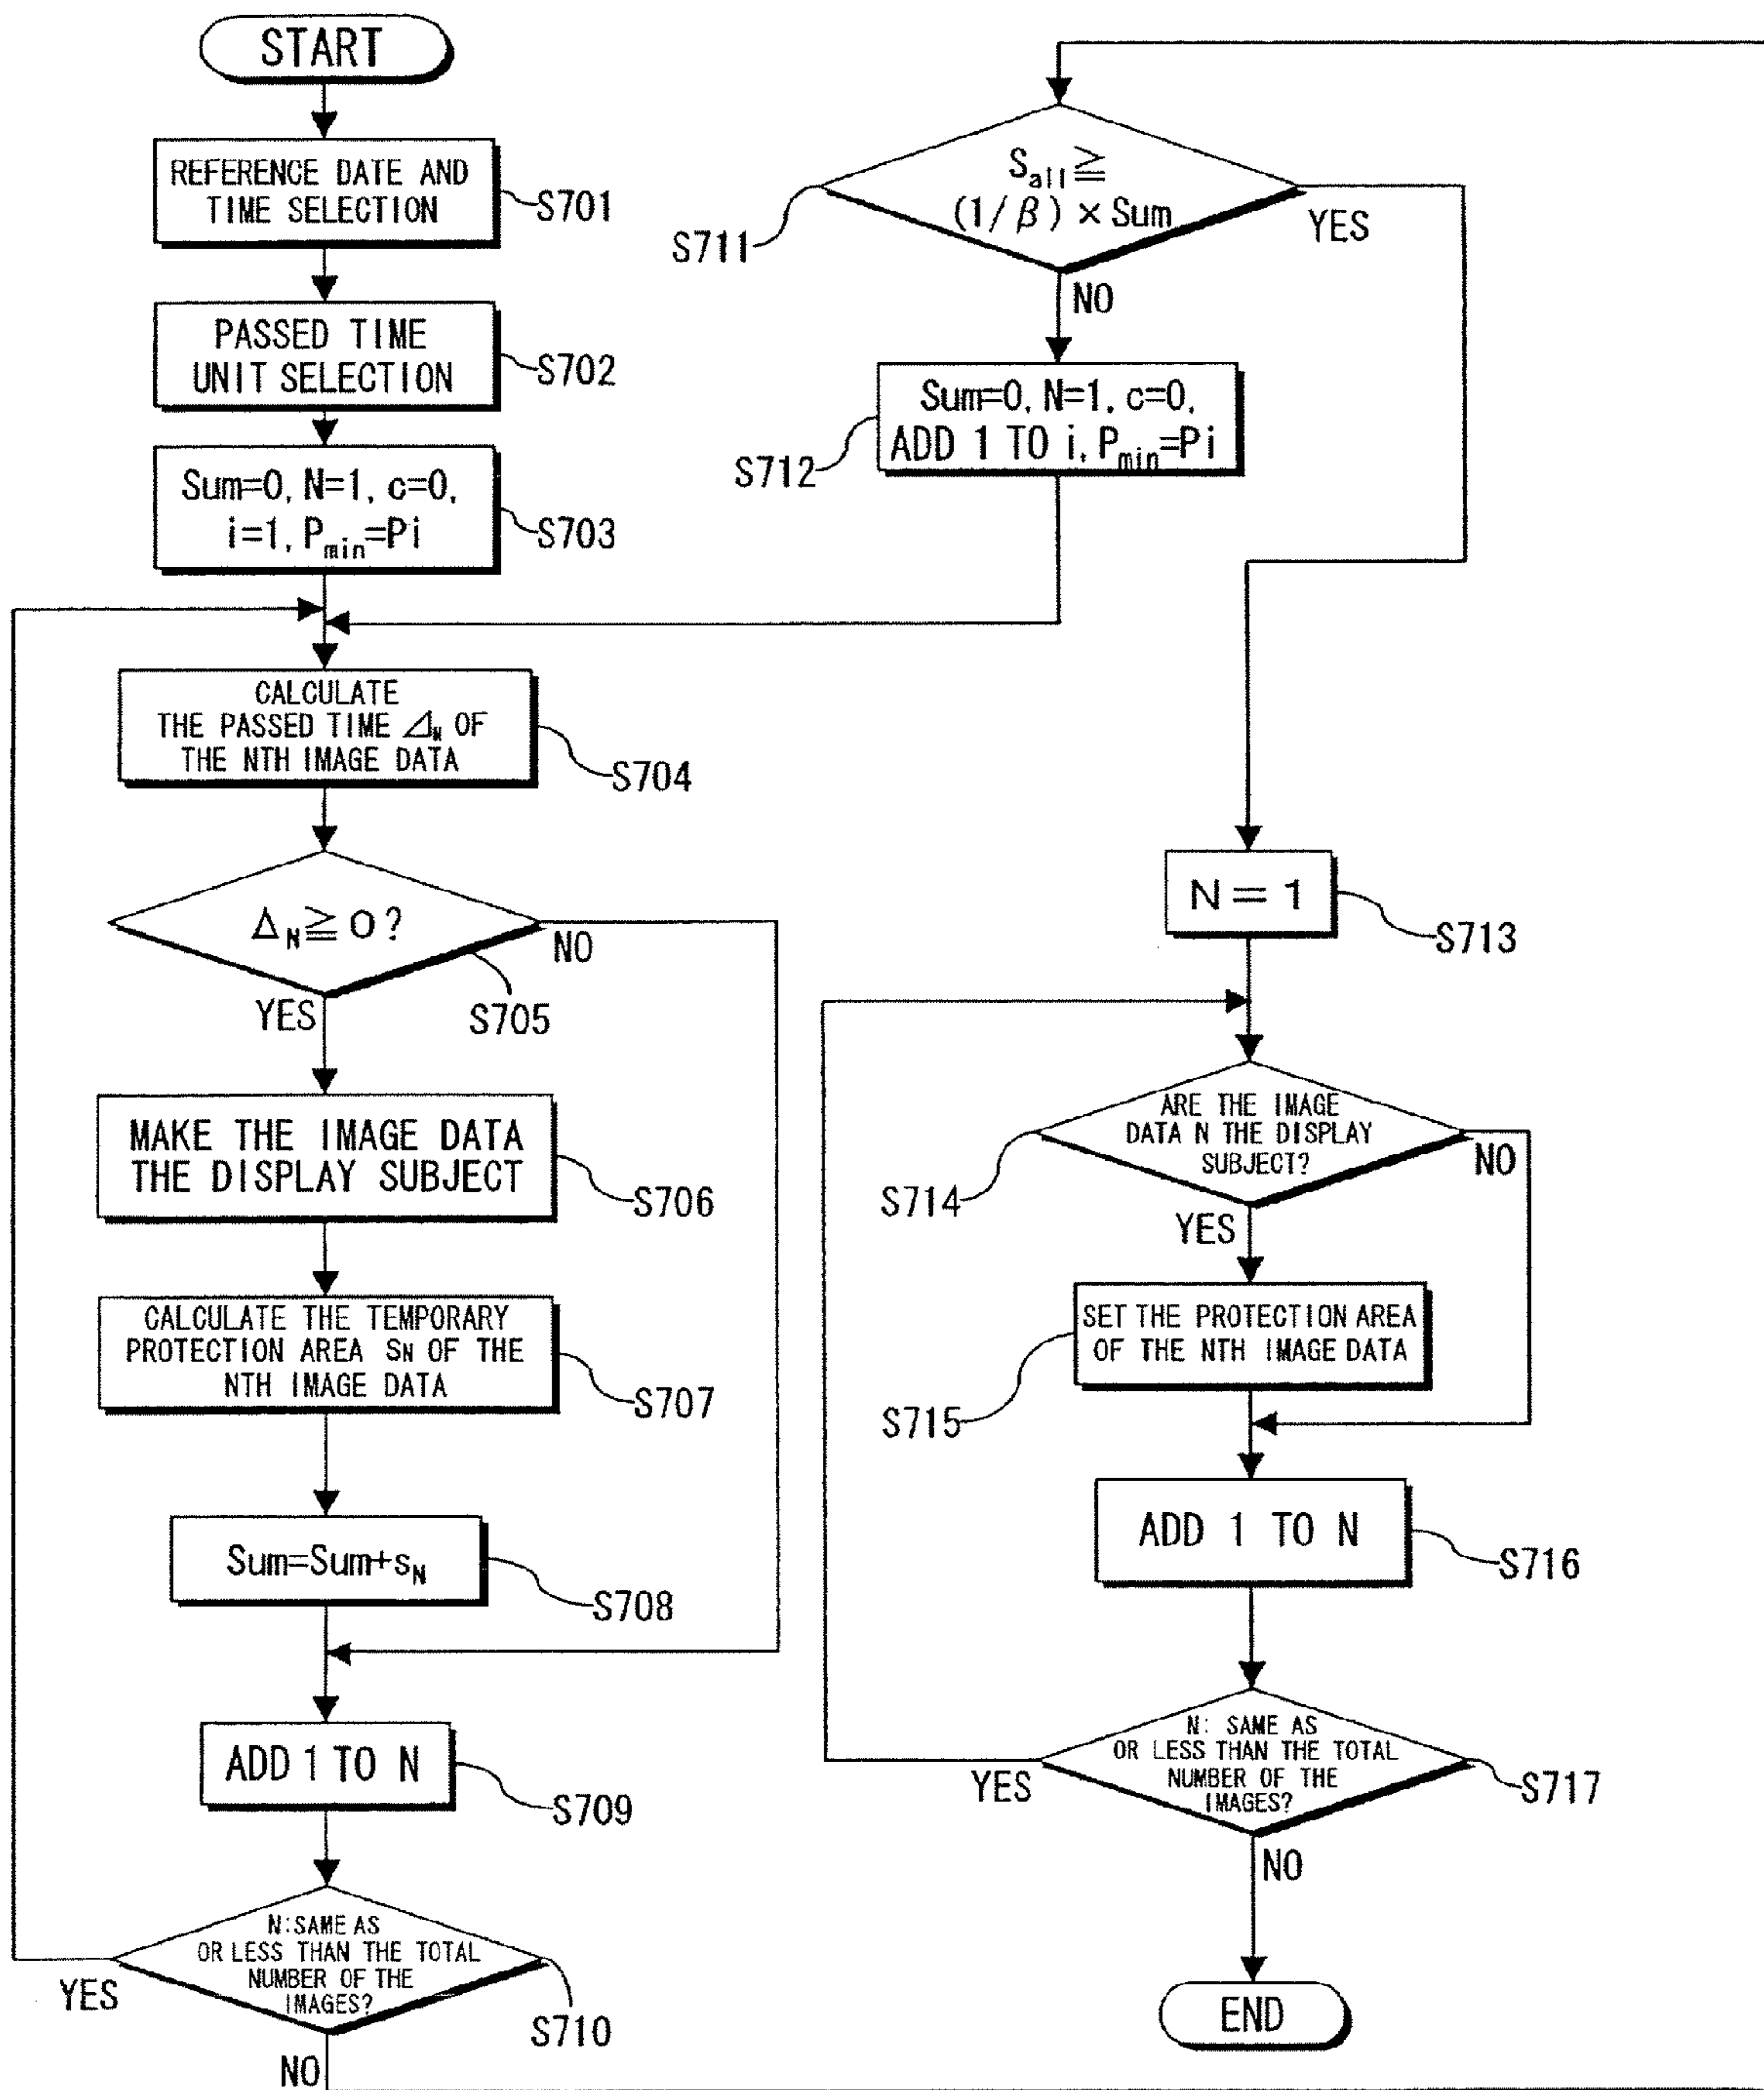 START
REFERENCE DATE AND
TIME SELECTION
S701
PASSED TIME
UNIT SELECTION
S702
Sum=0, N=1, c=0,
i=1, Pmin=Pi
S703
CALCULATE
THE PASSED TIME ⊿N OF
THE NTH IMAGE DATA
S704
ΔN≧0?
NO
YES
S705
MAKE THE IMAGE DATA
THE DISPLAY SUBJECT
S706
CALCULATE THE TEMPORARY
PROTECTION AREA SN OF THE
NTH IMAGE DATA
S707
Sum=Sum+sN
S708
ADD 1 TO N
S709
N:SAME AS
OR LESS THAN THE TOTAL
NUMBER OF THE
IMAGES?
YES
S710
NO
Sall≧
(1/β)×Sum
S711
YES
NO
Sum=0, N=1, c=0,
ADD 1 TO i, Pmin=Pi
S712
N=1
S713
ARE THE IMAGE
DATA N THE DISPLAY
SUBJECT?
S714
NO
YES
SET THE PROTECTION AREA
OF THE NTH IMAGE DATA
S715
ADD 1 TO N
S716
N: SAME AS
OR LESS THAN THE TOTAL
NUMBER OF THE
IMAGES?
YES
S717
NO
END